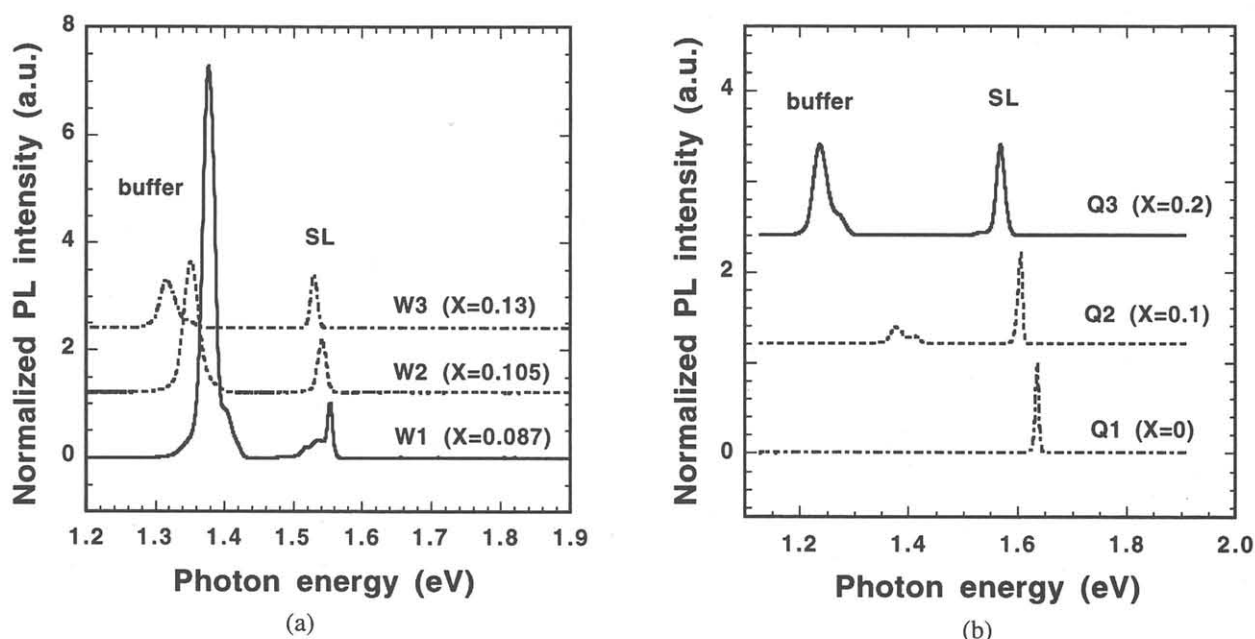 Normalized PL intensity (a.u.)
8
6
4
2
0
buffer
SL
W3 (X=0.13)
W2 (X=0.105)
W1 (X=0.087)
1.2 1.3 1.4 1.5 1.6 1.7 1.8 1.9
Photon energy (eV)
(a)
Normalized PL intensity (a.u.)
4
2
0
buffer
SL
Q3 (X=0.2)
Q2 (X=0.1)
Q1 (X=0)
1.2 1.4 1.6 1.8 2.0
Photon energy (eV)
(b)